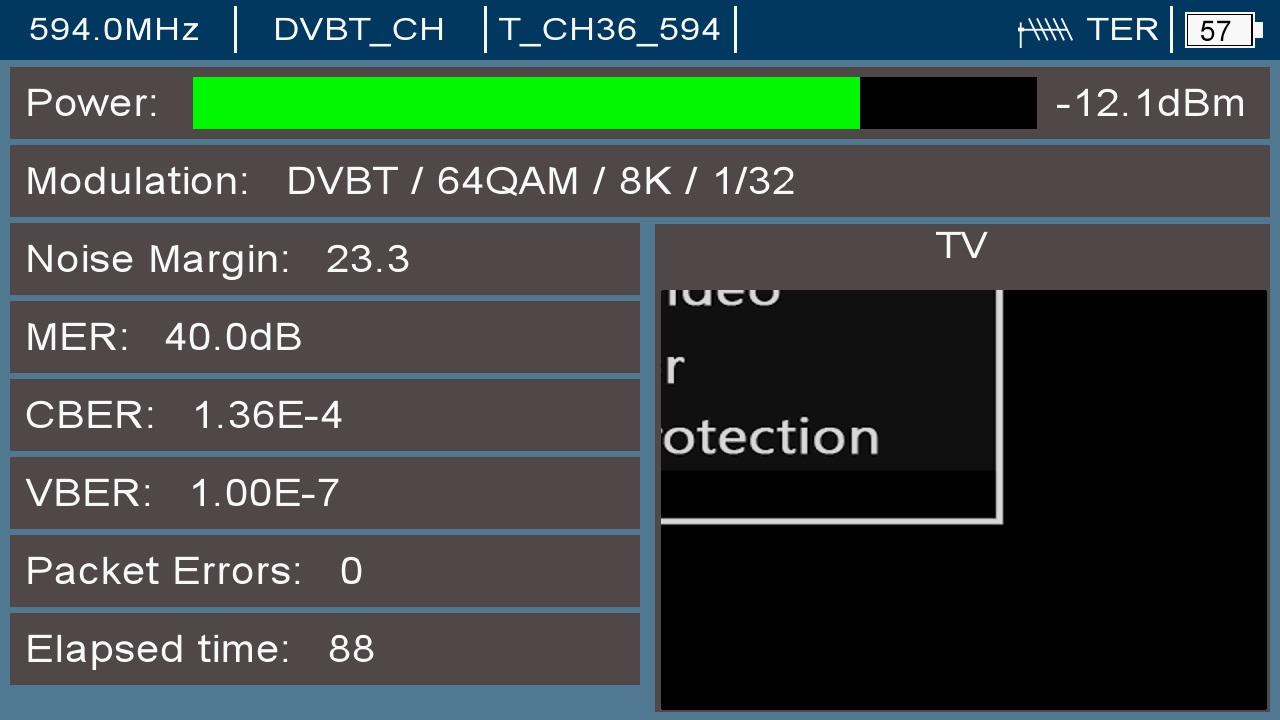 594.0MHz DVBT_CH T_CH36_594 TER 57
Power: -12.1dBm
Modulation: DVBT / 64QAM / 8K / 1/32
Noise Margin: 23.3
MER: 40.0dB
CBER: 1.36E-4
VBER: 1.00E-7
Packet Errors: 0
Elapsed time: 88
TV
ideo
r
otection